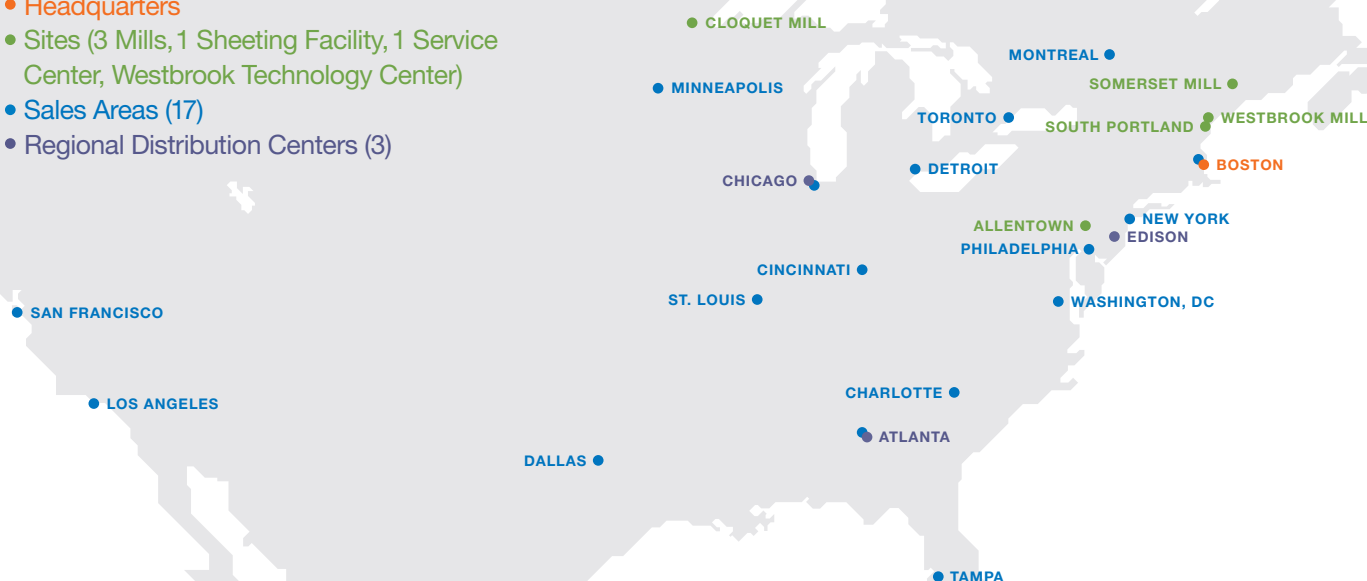 Headquarters
Sites (3 Mills, 1 Sheeting Facility, 1 Service
Center, Westbrook Technology Center)
Sales Areas (17)
Regional Distribution Centers (3)
CLOQUET MILL
MONTREAL
MINNEAPOLIS
SOMERSET MILL
TORONTO
WESTBROOK MILL
SOUTH PORTLAND
BOSTON
DETROIT
CHICAGO
NEW YORK
ALLENTOWN
EDISON
PHILADELPHIA
CINCINNATI
ST. LOUIS
WASHINGTON, DC
SAN FRANCISCO
CHARLOTTE
LOS ANGELES
ATLANTA
DALLAS
TAMPA